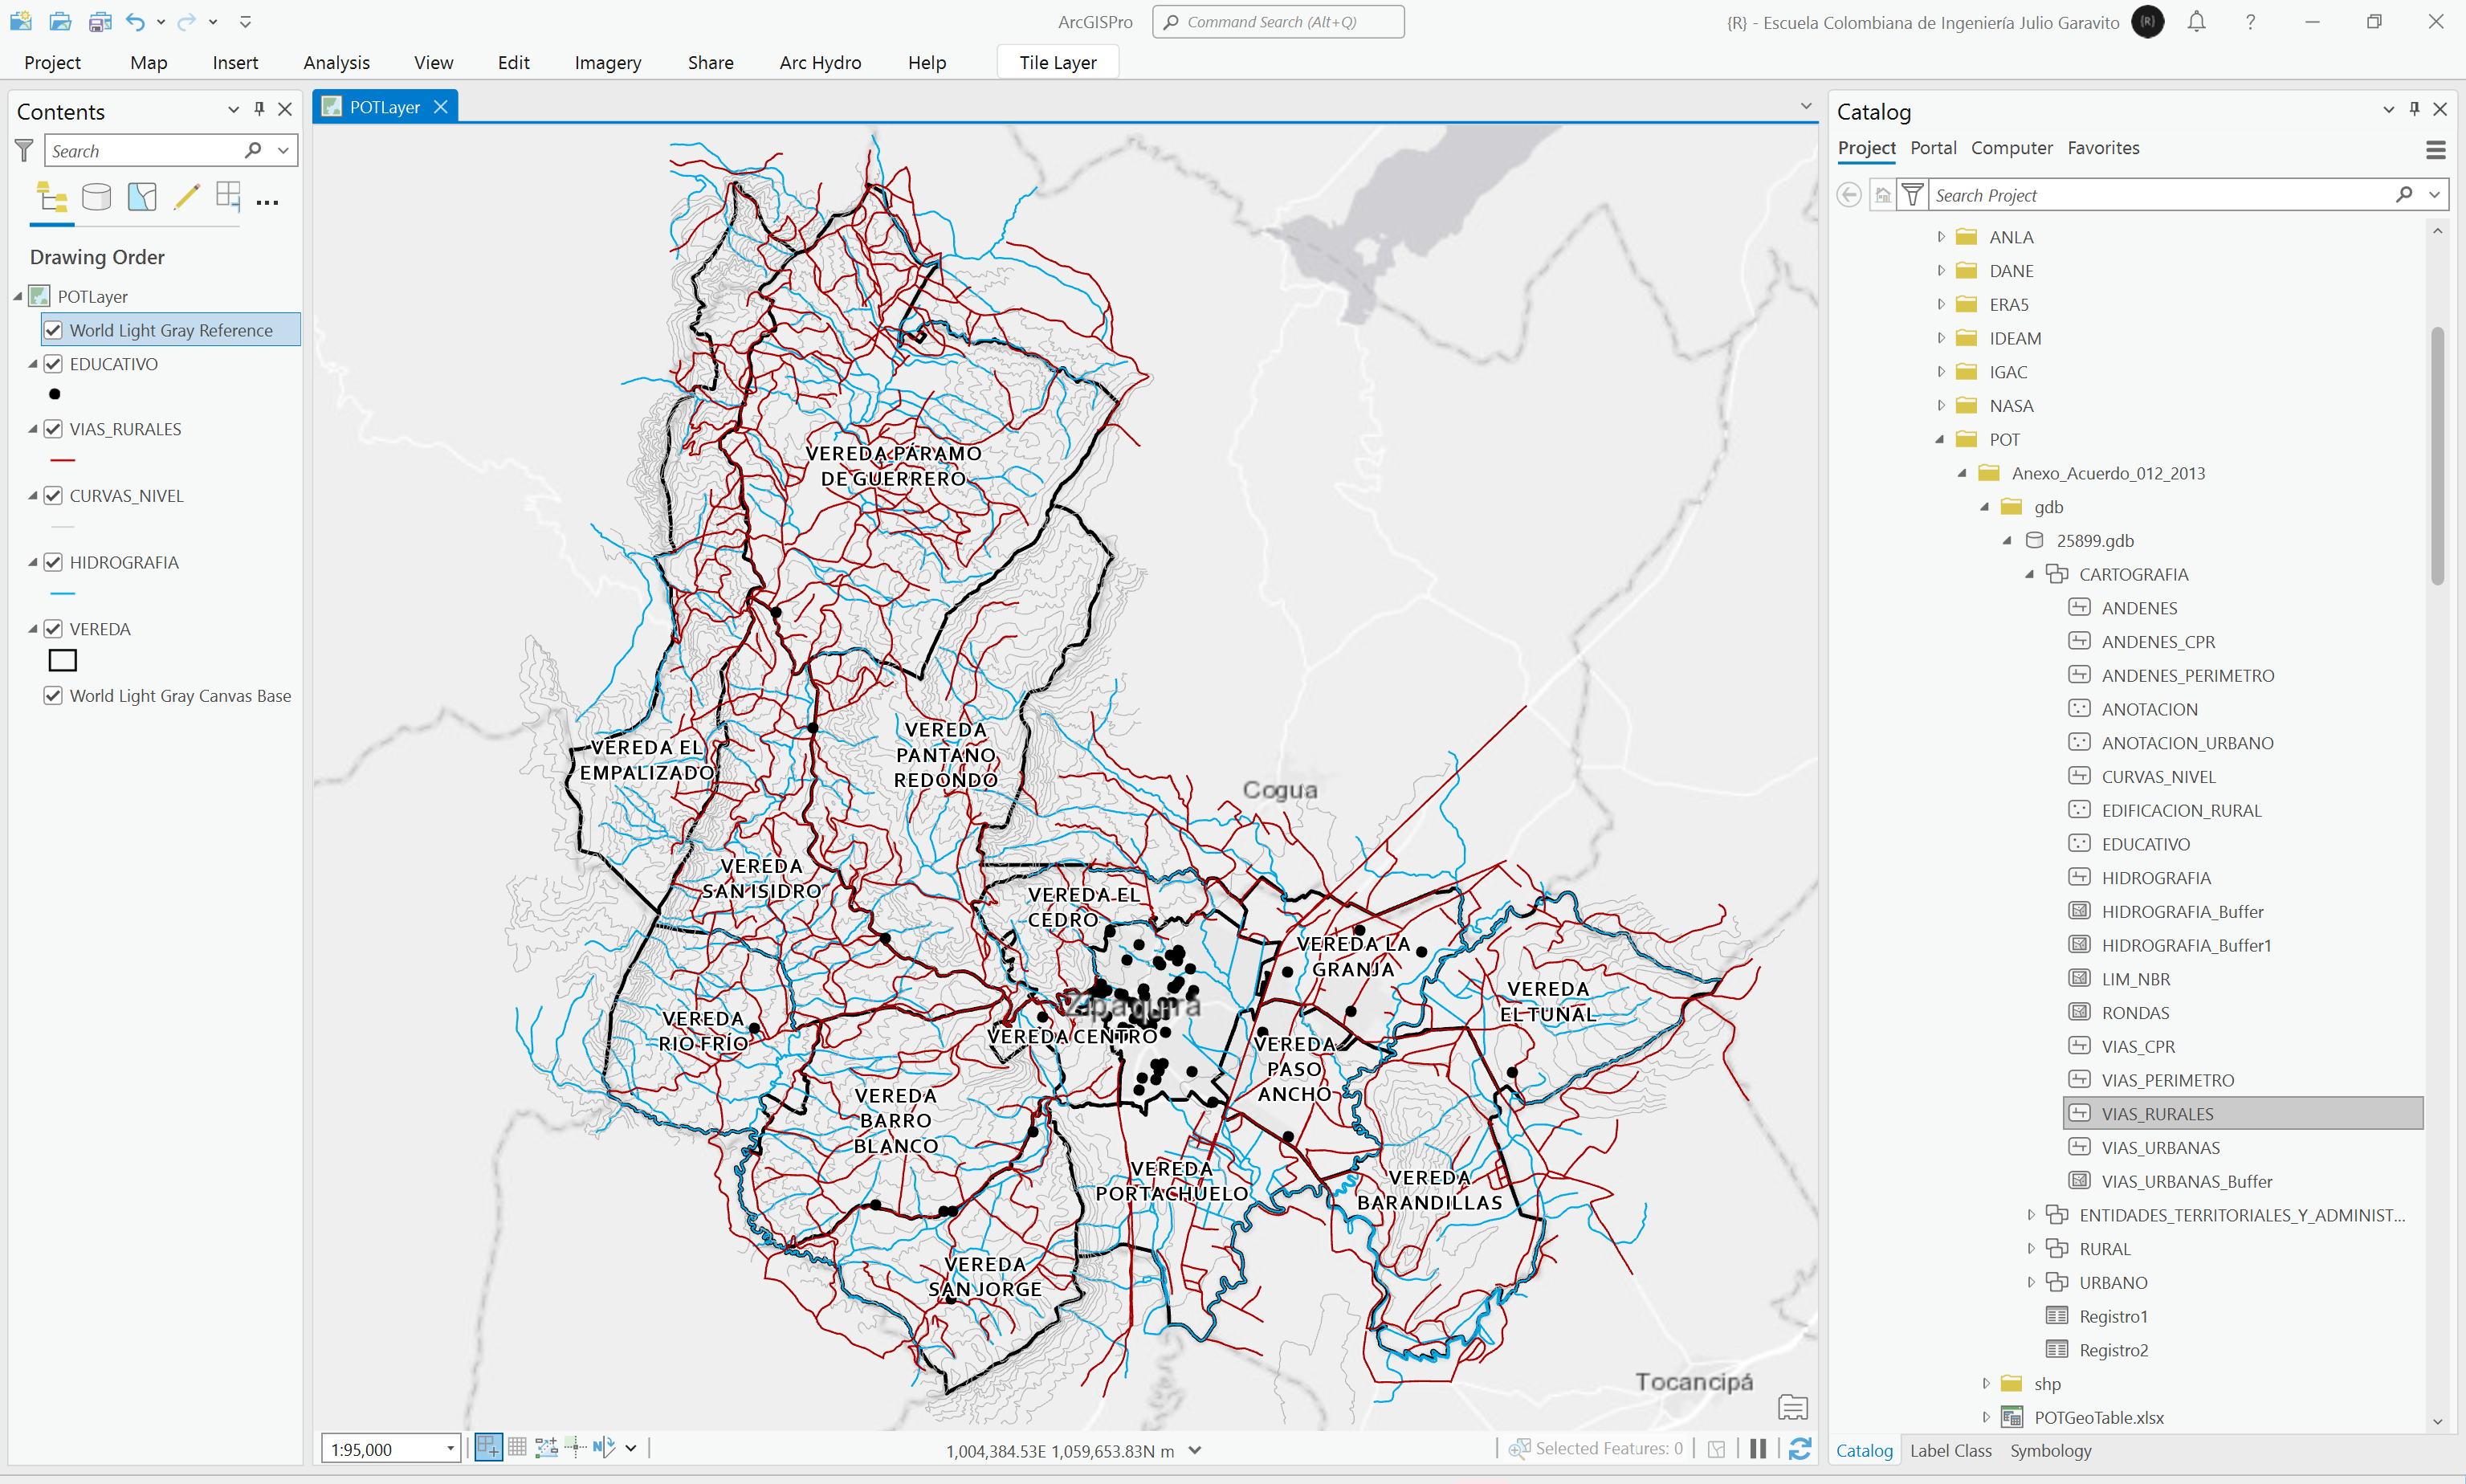 ArcGISPro
Command Search (Alt+Q)
{R} - Escuela Colombiana de Ingeniería Julio Garavito
{R}
Project
Map
Insert
Analysis
View
Edit
Imagery
Share
Arc Hydro
Help
Tile Layer
Contents
Search
Drawing Order
POTLayer
World Light Gray Reference
EDUCATIVO
VIAS_RURALES
CURVAS_NIVEL
HIDROGRAFIA
VEREDA
World Light Gray Canvas Base
POTLayer
VEREDA PÁRAMO
DE GUERRERO
VEREDA EL
EMPALIZADO
VEREDA
PANTANO
REDONDO
Cogua
VEREDA
SAN ISIDRO
VEREDA EL
CEDRO
VEREDA LA
GRANJA
VEREDA
EL TUNAL
Zipaquirá
VEREDA
RIO FRÍO
VEREDA CENTRO
VEREDA
PASO
ANCHO
VEREDA
BARRO
BLANCO
VEREDA
PORTACHUELO
VEREDA
BARANDILLAS
VEREDA
SAN JORGE
Tocancipá
1:95,000
N
1,004,384.53E 1,059,653.83N m
Selected Features: 0
Catalog
Project
Portal
Computer
Favorites
Search Project
ANLA
DANE
ERA5
IDEAM
IGAC
NASA
POT
Anexo_Acuerdo_012_2013
gdb
25899.gdb
CARTOGRAFIA
ANDENES
ANDENES_CPR
ANDENES_PERIMETRO
ANOTACION
ANOTACION_URBANO
CURVAS_NIVEL
EDIFICACION_RURAL
EDUCATIVO
HIDROGRAFIA
HIDROGRAFIA_Buffer
HIDROGRAFIA_Buffer1
LIM_NBR
RONDAS
VIAS_CPR
VIAS_PERIMETRO
VIAS_RURALES
VIAS_URBANAS
VIAS_URBANAS_Buffer
ENTIDADES_TERRITORIALES_Y_ADMINIST...
RURAL
URBANO
Registro1
Registro2
shp
POTGeoTable.xlsx
Catalog
Label Class
Symbology